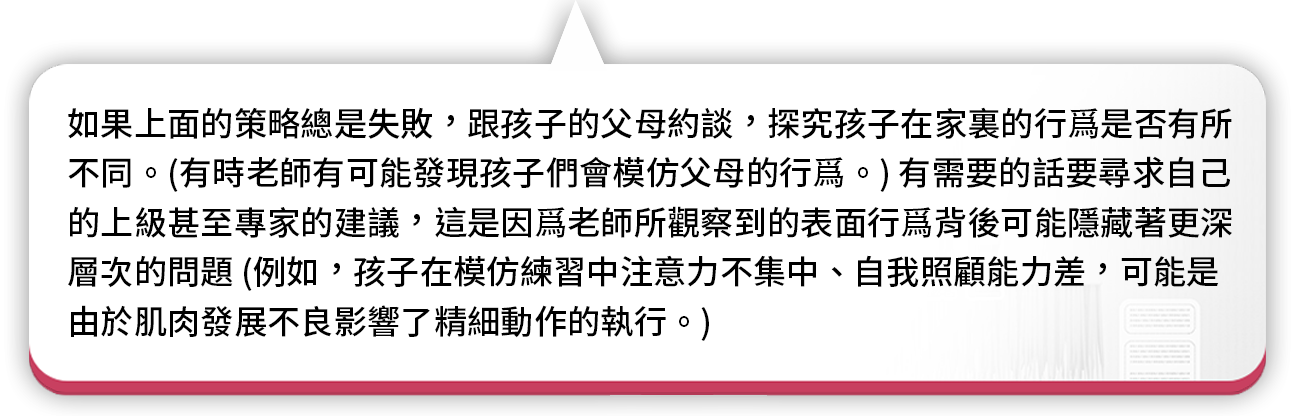 如果上面的策略總是失敗，跟孩子的父母約談，探究孩子在家裏的行爲是否有所
不同。(有時老師有可能發現孩子們會模仿父母的行爲。) 有需要的話要尋求自己
的上級甚至專家的建議，這是因爲老師所觀察到的表面行爲背後可能隱藏著更深
層次的問題 (例如，孩子在模仿練習中注意力不集中、自我照顧能力差，可能是
由於肌肉發展不良影響了精細動作的執行。)